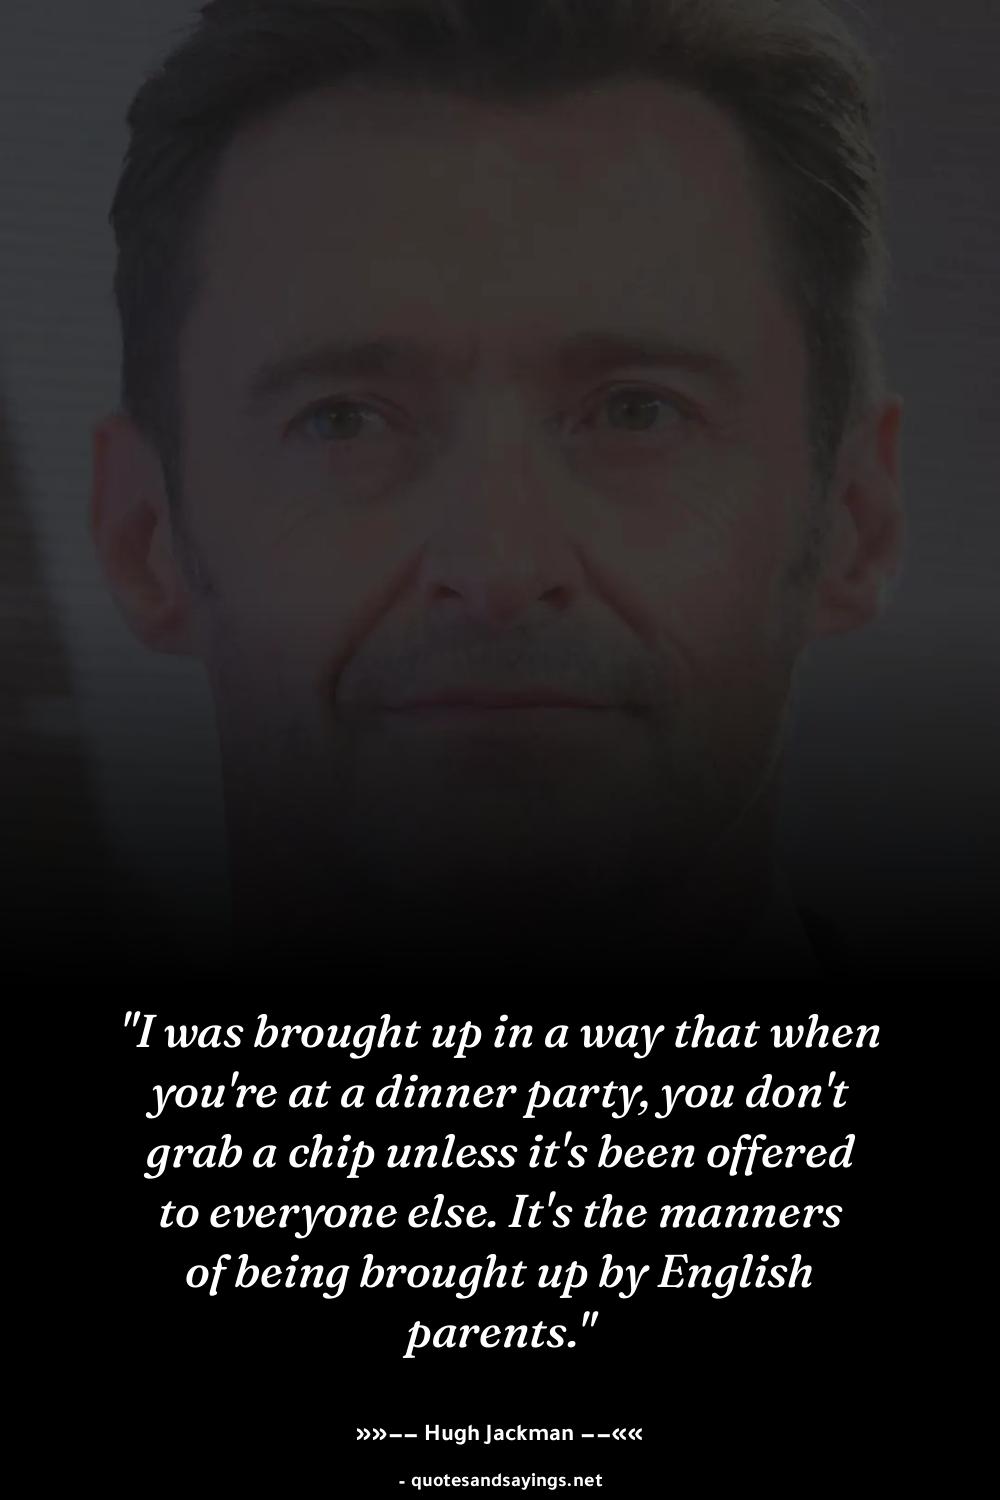 "I was brought up in a way that when
you're at a dinner party, you don't
grab a chip unless it's been offered
to everyone else. It's the manners
of being brought up by English
parents."
»»−− Hugh Jackman −−««
- quotesandsayings.net